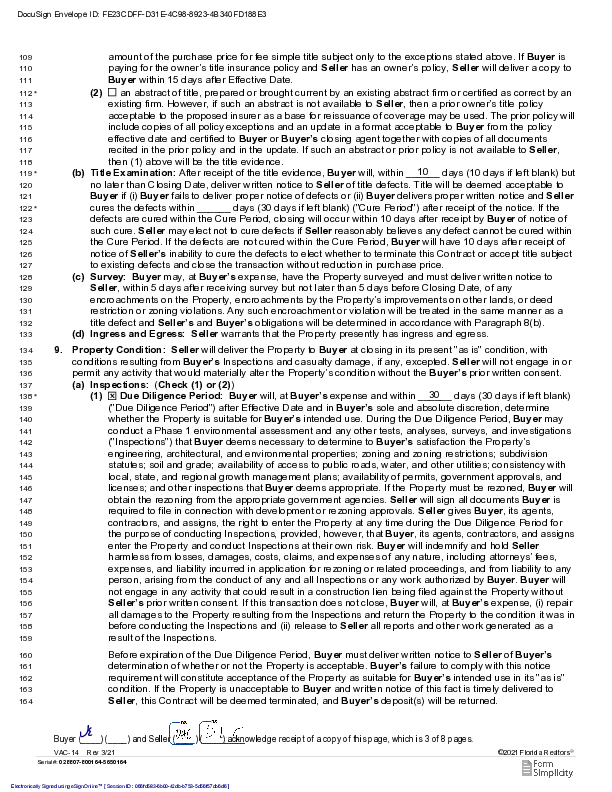 DocuSign Envelope ID: FE23CDFF-D31E-4C98-8923-4B340FD188E3
109 amount of the purchase price for fee simple title subject only to the exceptions stated above. If Buyer is
110 paying for the owner's title insurance policy and Seller has an owner's policy, Seller will deliver a copy to
111 Buyer within 15 days after Effective Date.
112* (2) ☐ an abstract of title, prepared or brought current by an existing abstract firm or certified as correct by an
113 existing firm. However, if such an abstract is not available to Seller, then a prior owner's title policy
114 acceptable to the proposed insurer as a base for reissuance of coverage may be used. The prior policy will
115 include copies of all policy exceptions and an update in a format acceptable to Buyer from the policy
116 effective date and certified to Buyer or Buyer's closing agent together with copies of all documents
117 recited in the prior policy and in the update. If such an abstract or prior policy is not available to Seller,
118 then (1) above will be the title evidence.
119* (b) Title Examination: After receipt of the title evidence, Buyer will, within 10 days (10 days if left blank) but
120 no later than Closing Date, deliver written notice to Seller of title defects. Title will be deemed acceptable to
121 Buyer if (i) Buyer fails to deliver proper notice of defects or (ii) Buyer delivers proper written notice and Seller
122* cures the defects within ______ days (30 days if left blank) ("Cure Period") after receipt of the notice. If the
123 defects are cured within the Cure Period, closing will occur within 10 days after receipt by Buyer of notice of
124 such cure. Seller may elect not to cure defects if Seller reasonably believes any defect cannot be cured within
125 the Cure Period. If the defects are not cured within the Cure Period, Buyer will have 10 days after receipt of
126 notice of Seller's inability to cure the defects to elect whether to terminate this Contract or accept title subject
127 to existing defects and close the transaction without reduction in purchase price.
128 (c) Survey: Buyer may, at Buyer's expense, have the Property surveyed and must deliver written notice to
129 Seller, within 5 days after receiving survey but not later than 5 days before Closing Date, of any
130 encroachments on the Property, encroachments by the Property's improvements on other lands, or deed
131 restriction or zoning violations. Any such encroachment or violation will be treated in the same manner as a
132 title defect and Seller's and Buyer's obligations will be determined in accordance with Paragraph 8(b).
133 (d) Ingress and Egress: Seller warrants that the Property presently has ingress and egress.
134 9. Property Condition: Seller will deliver the Property to Buyer at closing in its present "as is" condition, with
135 conditions resulting from Buyer's Inspections and casualty damage, if any, excepted. Seller will not engage in or
136 permit any activity that would materially alter the Property's condition without the Buyer's prior written consent.
137 (a) Inspections: (Check (1) or (2))
138* (1) ☒ Due Diligence Period: Buyer will, at Buyer's expense and within 30 days (30 days if left blank)
139 ("Due Diligence Period") after Effective Date and in Buyer's sole and absolute discretion, determine
140 whether the Property is suitable for Buyer's intended use. During the Due Diligence Period, Buyer may
141 conduct a Phase 1 environmental assessment and any other tests, analyses, surveys, and investigations
142 ("Inspections") that Buyer deems necessary to determine to Buyer's satisfaction the Property's
143 engineering, architectural, and environmental properties; zoning and zoning restrictions; subdivision
144 statutes; soil and grade; availability of access to public roads, water, and other utilities; consistency with
145 local, state, and regional growth management plans; availability of permits, government approvals, and
146 licenses; and other inspections that Buyer deems appropriate. If the Property must be rezoned, Buyer will
147 obtain the rezoning from the appropriate government agencies. Seller will sign all documents Buyer is
148 required to file in connection with development or rezoning approvals. Seller gives Buyer, its agents,
149 contractors, and assigns, the right to enter the Property at any time during the Due Diligence Period for
150 the purpose of conducting Inspections, provided, however, that Buyer, its agents, contractors, and assigns
151 enter the Property and conduct Inspections at their own risk. Buyer will indemnify and hold Seller
152 harmless from losses, damages, costs, claims, and expenses of any nature, including attorneys' fees,
153 expenses, and liability incurred in application for rezoning or related proceedings, and from liability to any
154 person, arising from the conduct of any and all Inspections or any work authorized by Buyer. Buyer will
155 not engage in any activity that could result in a construction lien being filed against the Property without
156 Seller's prior written consent. If this transaction does not close, Buyer will, at Buyer's expense, (i) repair
157 all damages to the Property resulting from the Inspections and return the Property to the condition it was in
158 before conducting the Inspections and (ii) release to Seller all reports and other work generated as a
159 result of the Inspections.
160 Before expiration of the Due Diligence Period, Buyer must deliver written notice to Seller of Buyer's
161 determination of whether or not the Property is acceptable. Buyer's failure to comply with this notice
162 requirement will constitute acceptance of the Property as suitable for Buyer's intended use in its "as is"
163 condition. If the Property is unacceptable to Buyer and written notice of this fact is timely delivered to
164 Seller, this Contract will be deemed terminated, and Buyer's deposit(s) will be returned.
Buyer (____) (____) and Seller (____) (____) acknowledge receipt of a copy of this page, which is 3 of 8 pages.
VAC-14 Rev 3/21 ©2021 Florida Realtors®
Serial#: 028607-800164-5650164
Form
Simplicity
Electronically Signed using eSignOnline™